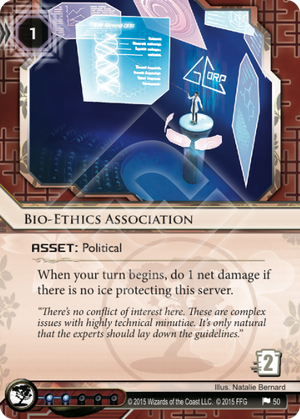 1
CORP
BIO-ETHICS ASSOCIATION
ASSET: Political
When your turn begins, do 1 net damage if
there is no ice protecting this server.
"There's no conflict of interest here. These are complex
issues with highly technical minutiae. It's only natural
that the experts should lay down the guidelines."
2
Illus. Natalie Bernard
© 2015 Wizards of the Coast LLC. © 2015 FFG
50